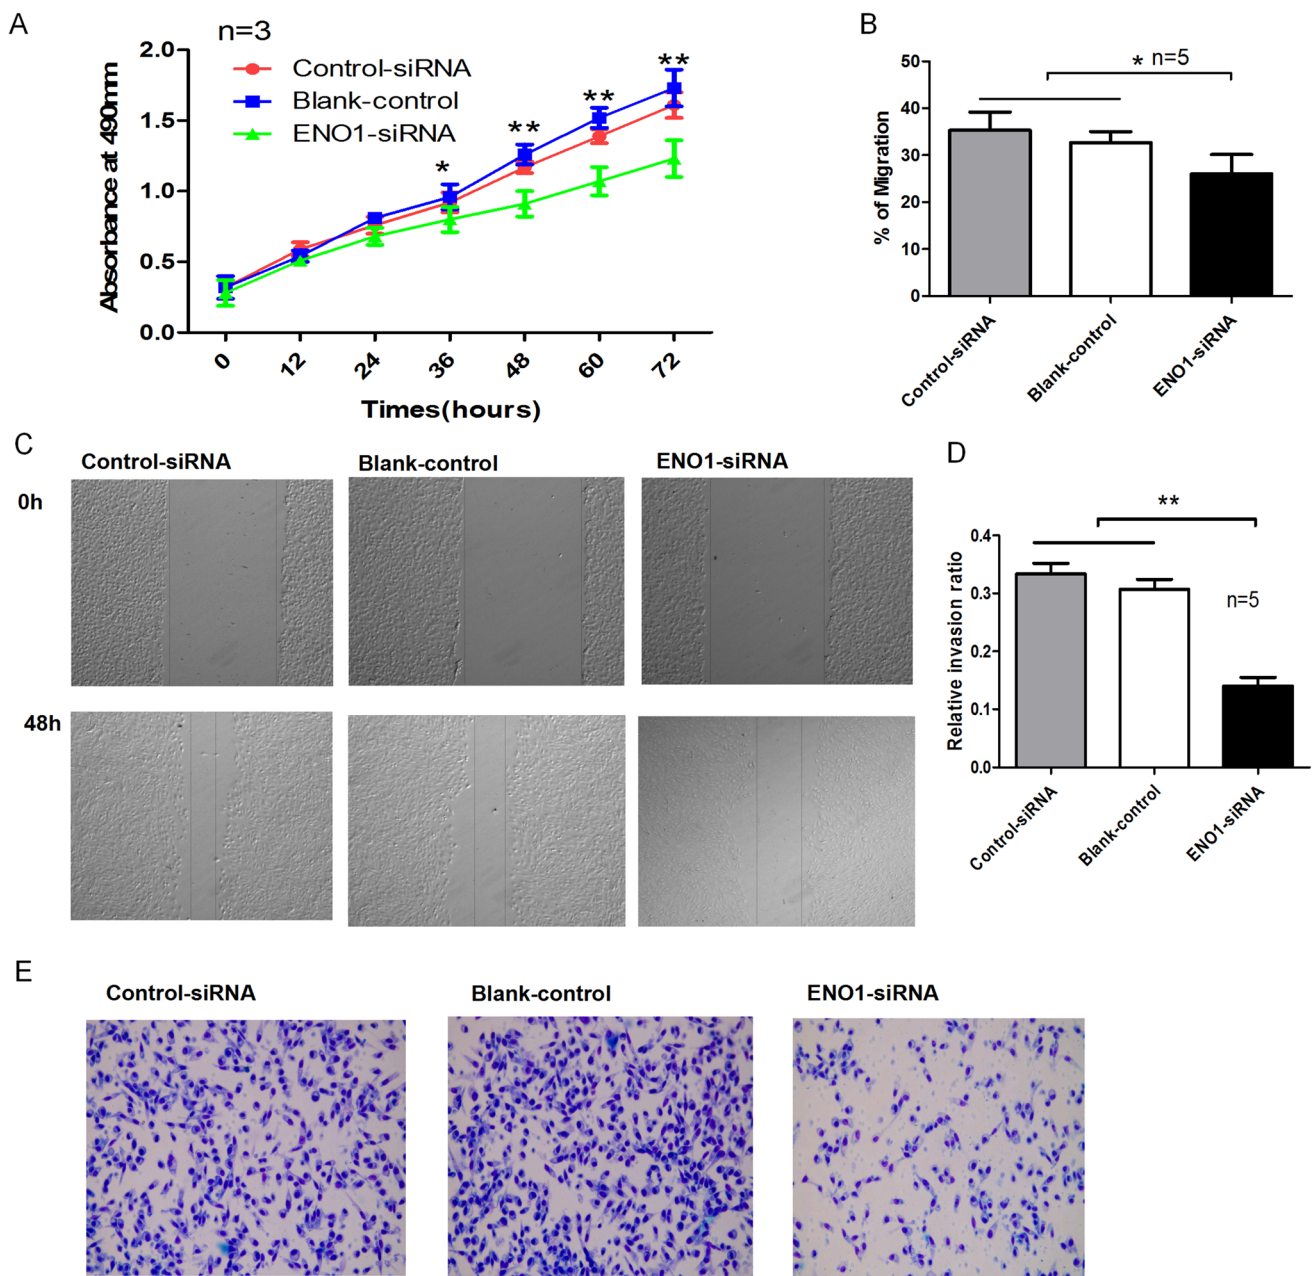 A
n=3
Control-siRNA
Blank-control
ENO1-siRNA
2.0
1.5
1.0
0.5
0.0
Absorbance at 490mm
*
**
**
**
0 12 24 36 48 60 72
Times(hours)
B
* n=5
50
40
30
20
10
0
% of Migration
Control-siRNA
Blank-control
ENO1-siRNA
C
Control-siRNA Blank-control ENO1-siRNA
0h
48h
D
**
n=5
0.4
0.3
0.2
0.1
0.0
Relative invasion ratio
Control-siRNA
Blank-control
ENO1-siRNA
E
Control-siRNA Blank-control ENO1-siRNA